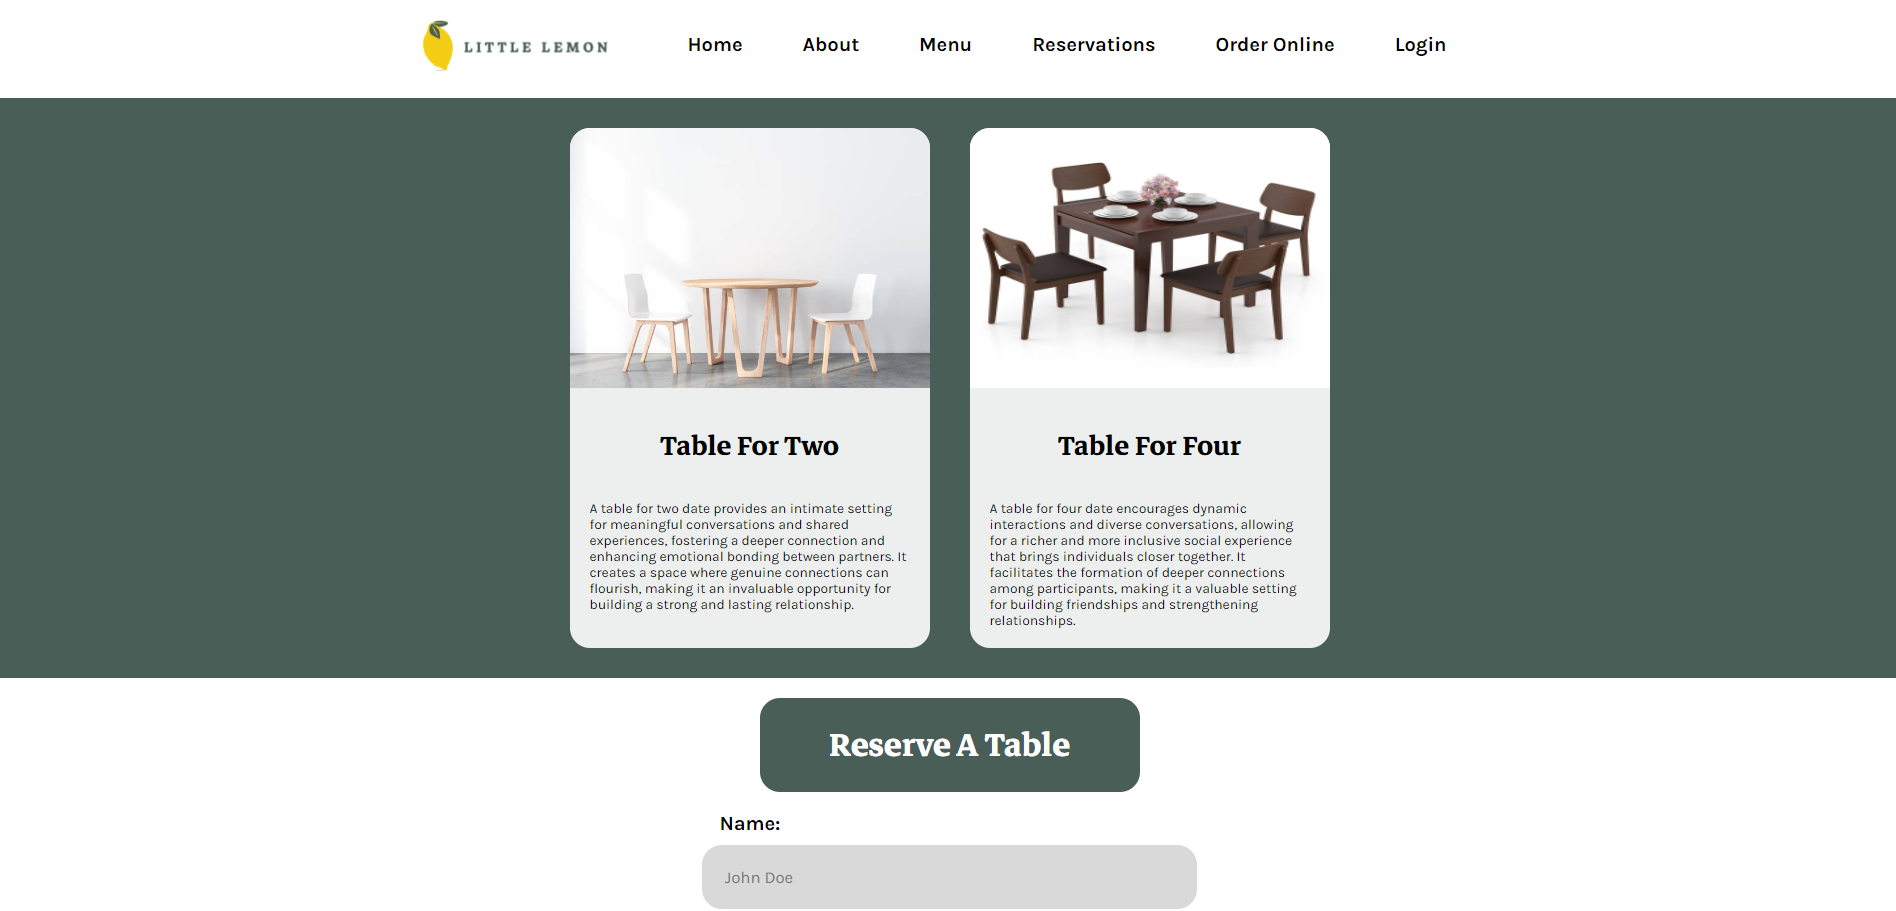 LITTLE LEMON
Home
About
Menu
Reservations
Order Online
Login
Table For Two
A table for two date provides an intimate setting
for meaningful conversations and shared
experiences, fostering a deeper connection and
enhancing emotional bonding between partners. It
creates a space where genuine connections can
flourish, making it an invaluable opportunity for
building a strong and lasting relationship.
Table For Four
A table for four date encourages dynamic
interactions and diverse conversations, allowing
for a richer and more inclusive social experience
that brings individuals closer together. It
facilitates the formation of deeper connections
among participants, making it a valuable setting
for building friendships and strengthening
relationships.
Reserve A Table
Name:
John Doe